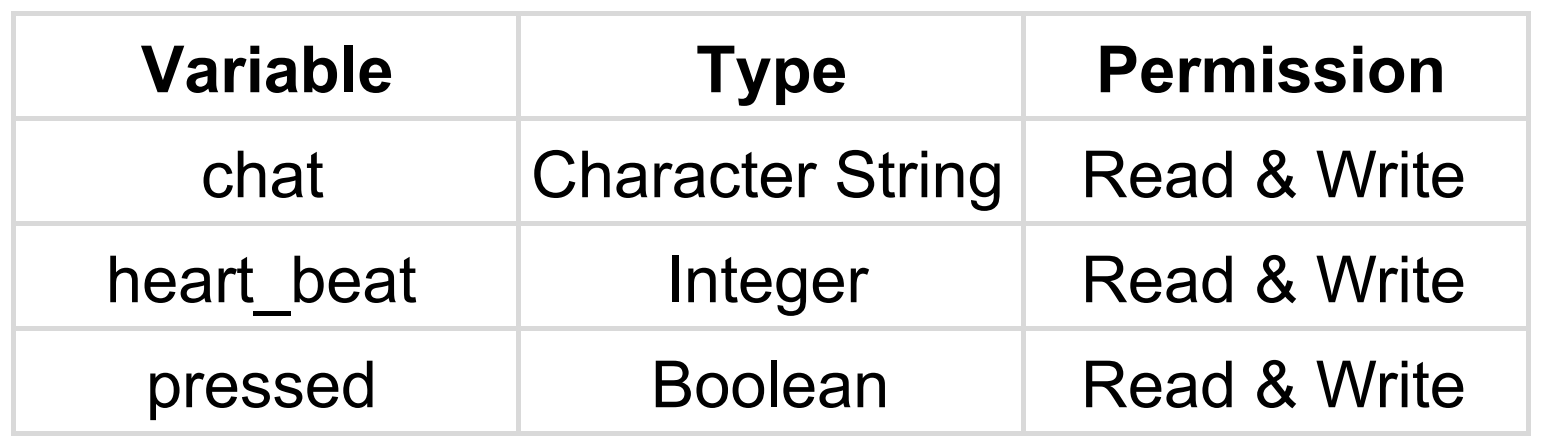 Variable Type Permission
chat Character String Read & Write
heart_beat Integer Read & Write
pressed Boolean Read & Write